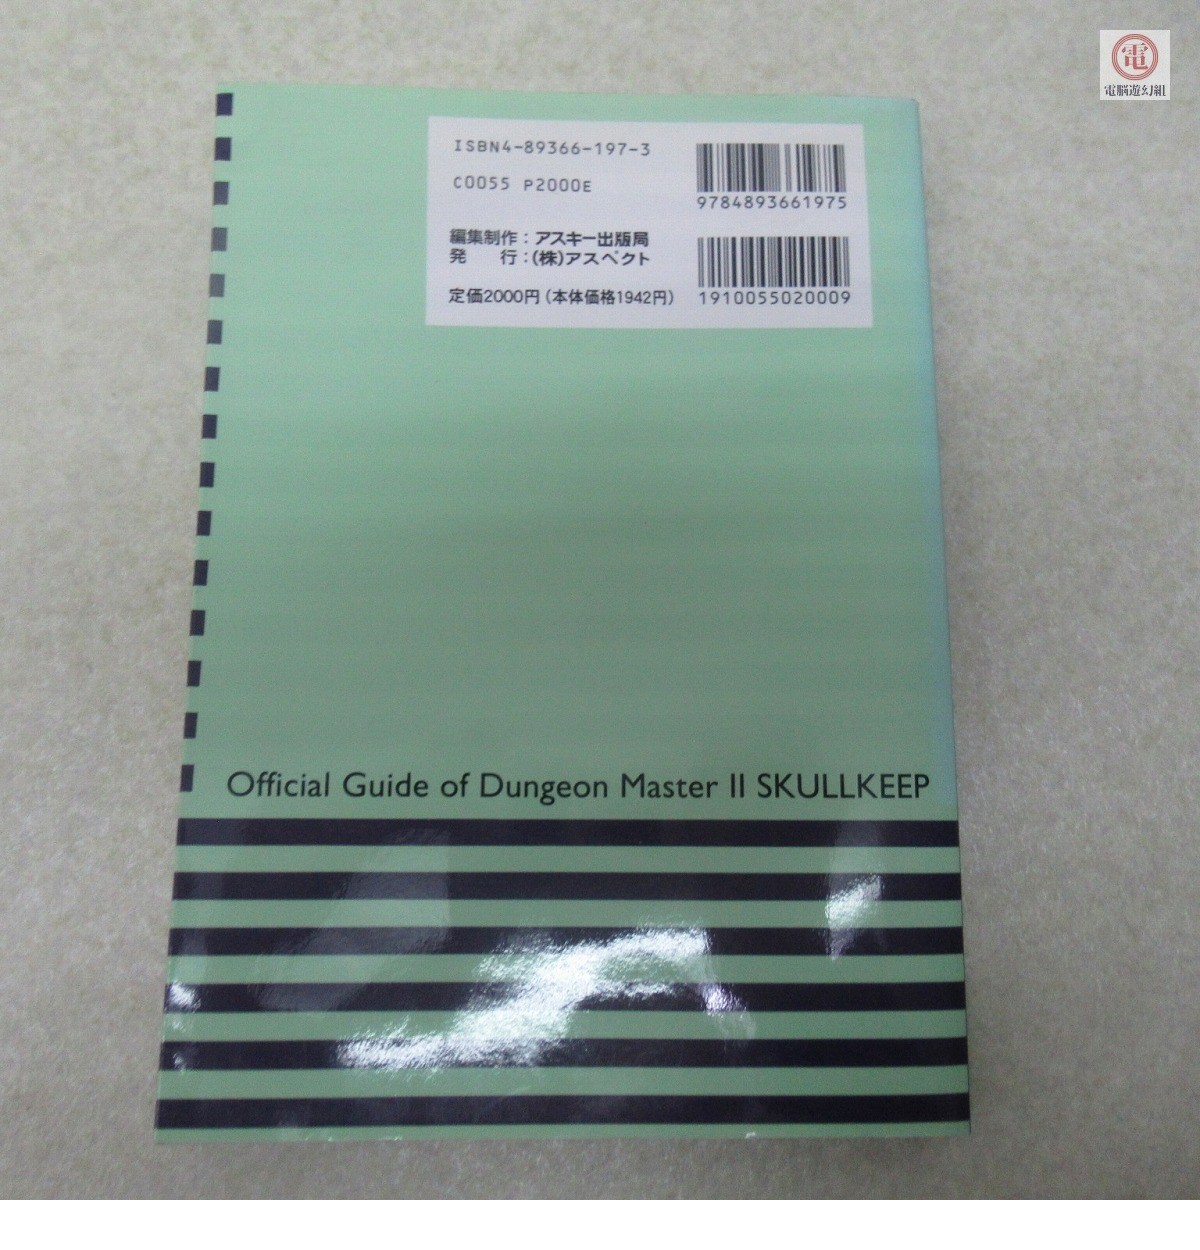 電
電脳遊幻組
ISBN4-89366-197-3
C0055 P2000E
9784893661975
編集制作：アスキー出版局
発　　行：(株)アスペクト
定価2000円（本体価格1942円）
1910055020009
Official Guide of Dungeon Master II SKULLKEEP